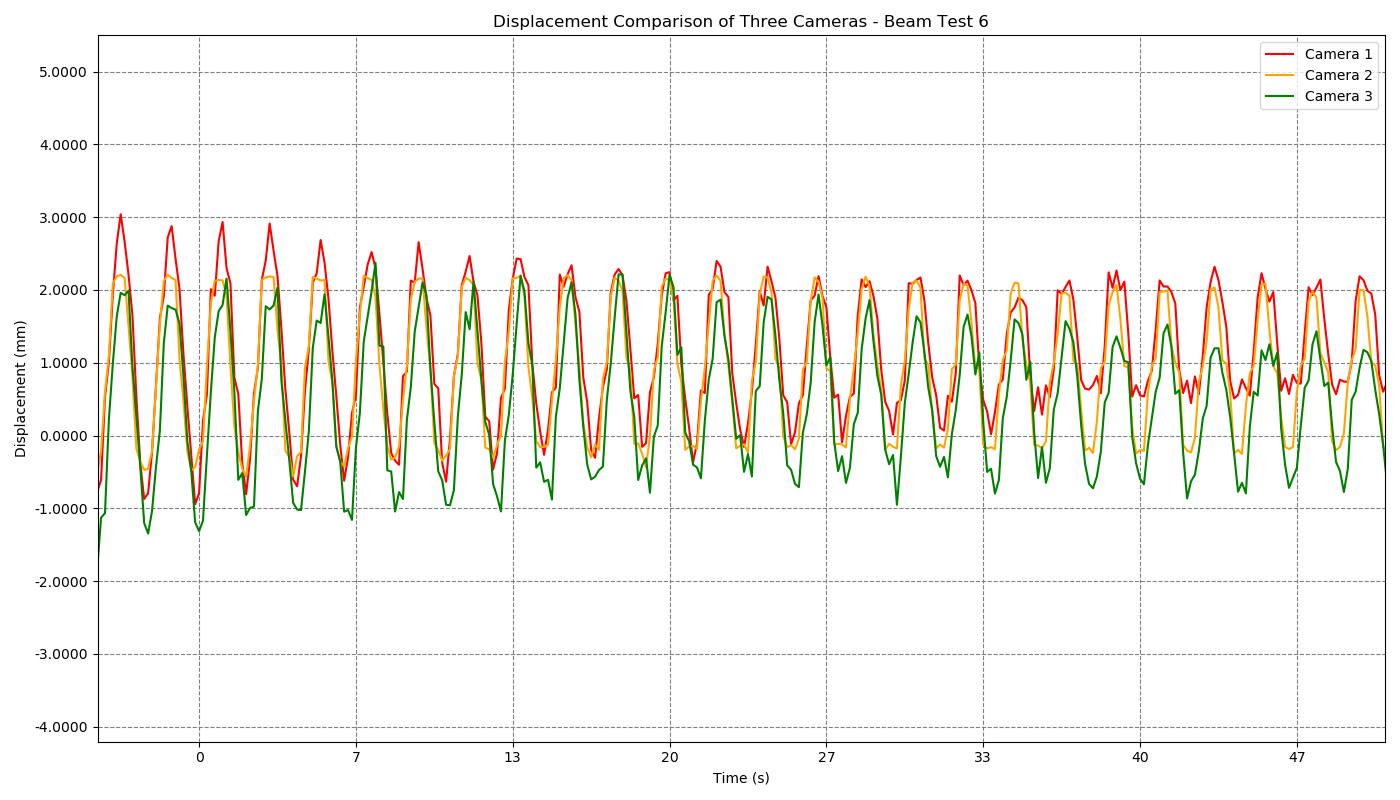 Displacement Comparison of Three Cameras - Beam Test 6
Camera 1
Camera 2
Camera 3
5.0000
4.0000
3.0000
2.0000
1.0000
0.0000
-1.0000
-2.0000
-3.0000
-4.0000
Displacement (mm)
0 7 13 20 27 33 40 47
Time (s)